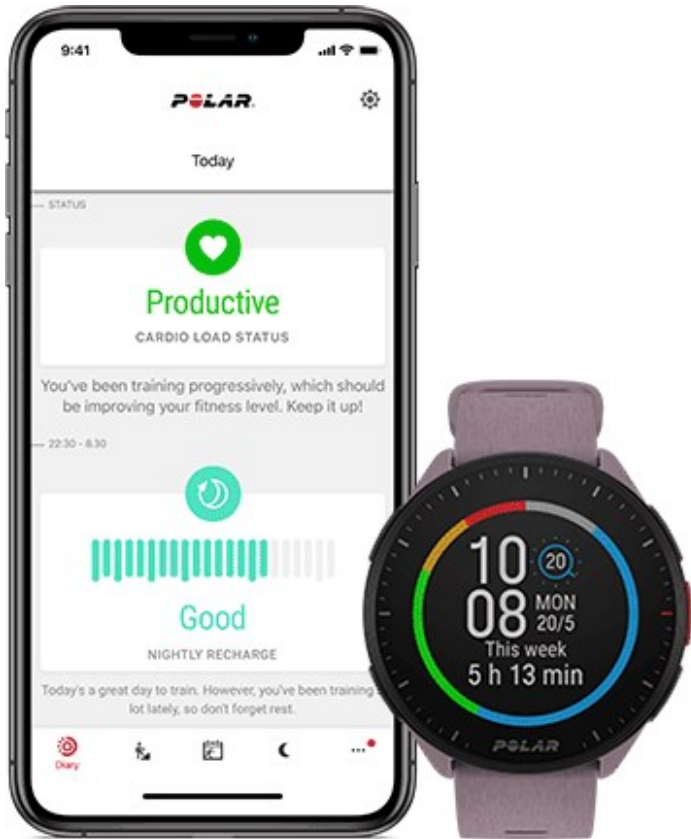 9:41
POLAR.
Today
STATUS
Productive
CARDIO LOAD STATUS
You've been training progressively, which should
be improving your fitness level. Keep it up!
22:30 - 8.30
Good
NIGHTLY RECHARGE
Today's a great day to train. However, you've been training
lot lately, so don't forget rest.
Diary
10
20
08
MON
20/5
This week
5 h 13 min
POLAR